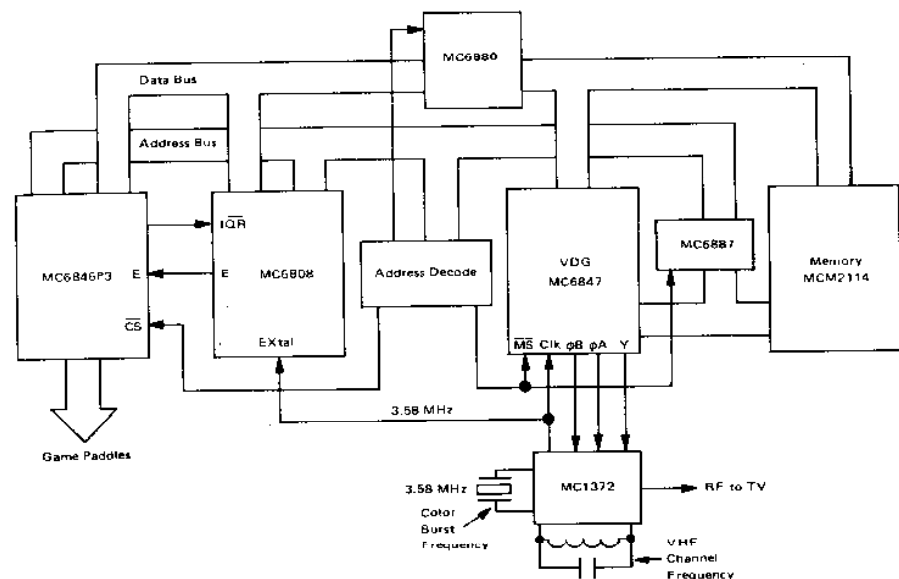 MC6880
Data Bus
Address Bus
MC6846P3
IQR
E
E
MC6808
CS
EXtal
Address Decode
VDG
MC6847
MS Clk φB φA Y
MC6887
Memory
MCM2114
3.58 MHz
Game Paddles
3.58 MHz
Color
Burst
Frequency
MC1372
RF to TV
VHF
Channel
Frequency